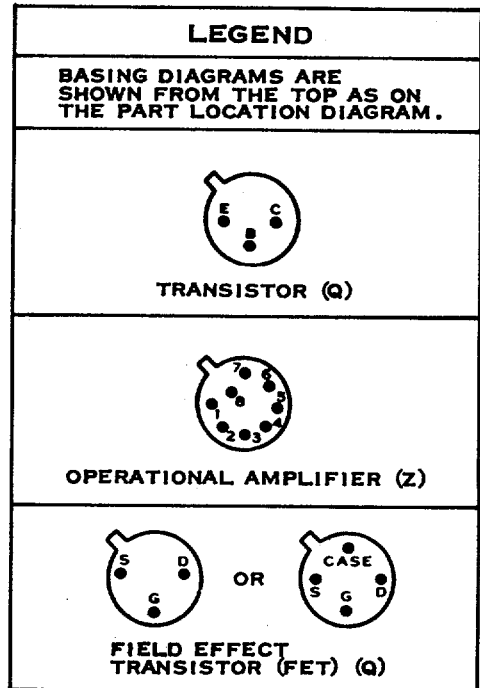 LEGEND
BASING DIAGRAMS ARE
SHOWN FROM THE TOP AS ON
THE PART LOCATION DIAGRAM.
E C
B
TRANSISTOR (Q)
7 6
8 5
1 4
2 3
OPERATIONAL AMPLIFIER (Z)
S D
G
OR
CASE
S G D
FIELD EFFECT
TRANSISTOR (FET) (Q)